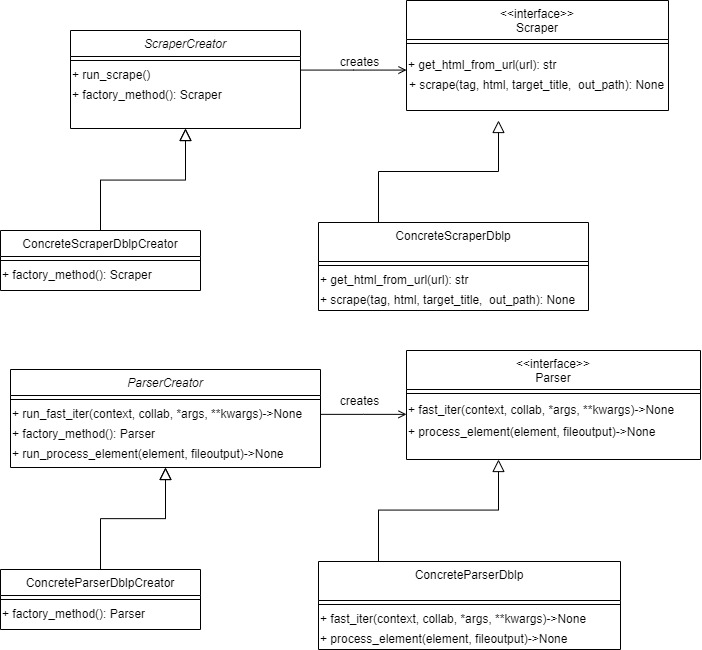 ScraperCreator
+ run_scrape()
+ factory_method(): Scraper
creates
<<interface>>
Scraper
+ get_html_from_url(url): str
+ scrape(tag, html, target_title,  out_path): None
ConcreteScraperDblpCreator
+ factory_method(): Scraper
ConcreteScraperDblp
+ get_html_from_url(url): str
+ scrape(tag, html, target_title,  out_path): None
ParserCreator
+ run_fast_iter(context, collab, *args, **kwargs)->None
+ factory_method(): Parser
+ run_process_element(element, fileoutput)->None
creates
<<interface>>
Parser
+ fast_iter(context, collab, *args, **kwargs)->None
+ process_element(element, fileoutput)->None
ConcreteParserDblpCreator
+ factory_method(): Parser
ConcreteParserDblp
+ fast_iter(context, collab, *args, **kwargs)->None
+ process_element(element, fileoutput)->None